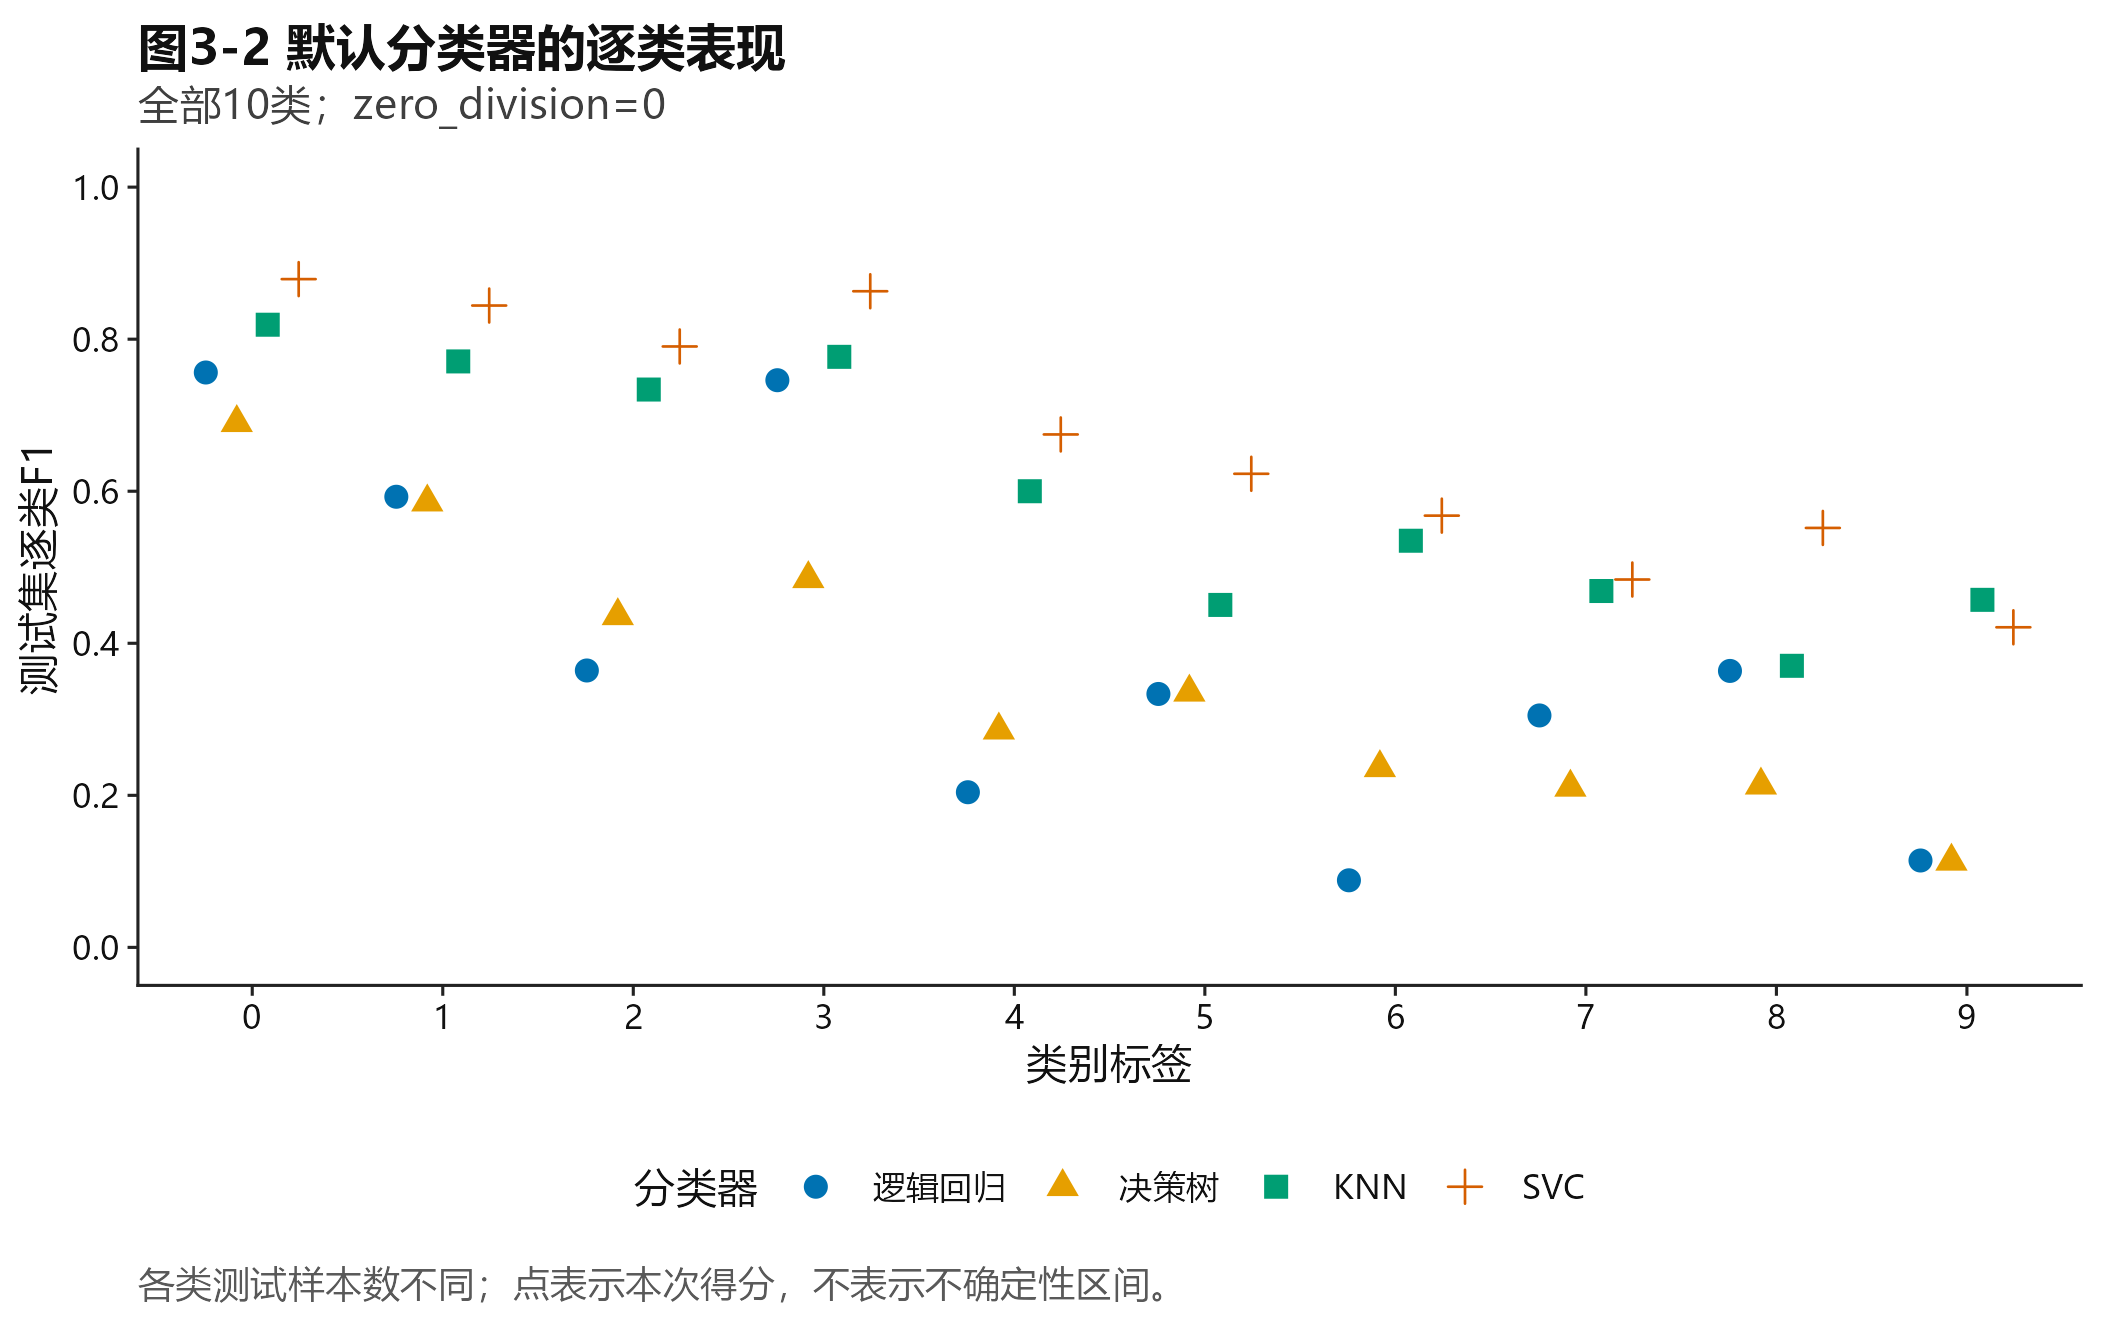 图3-2 默认分类器的逐类表现
全部10类；zero_division=0
测试集逐类F1
1.0
0.8
0.6
0.4
0.2
0.0
0 1 2 3 4 5 6 7 8 9
类别标签
分类器 逻辑回归 决策树 KNN SVC
各类测试样本数不同；点表示本次得分，不表示不确定性区间。